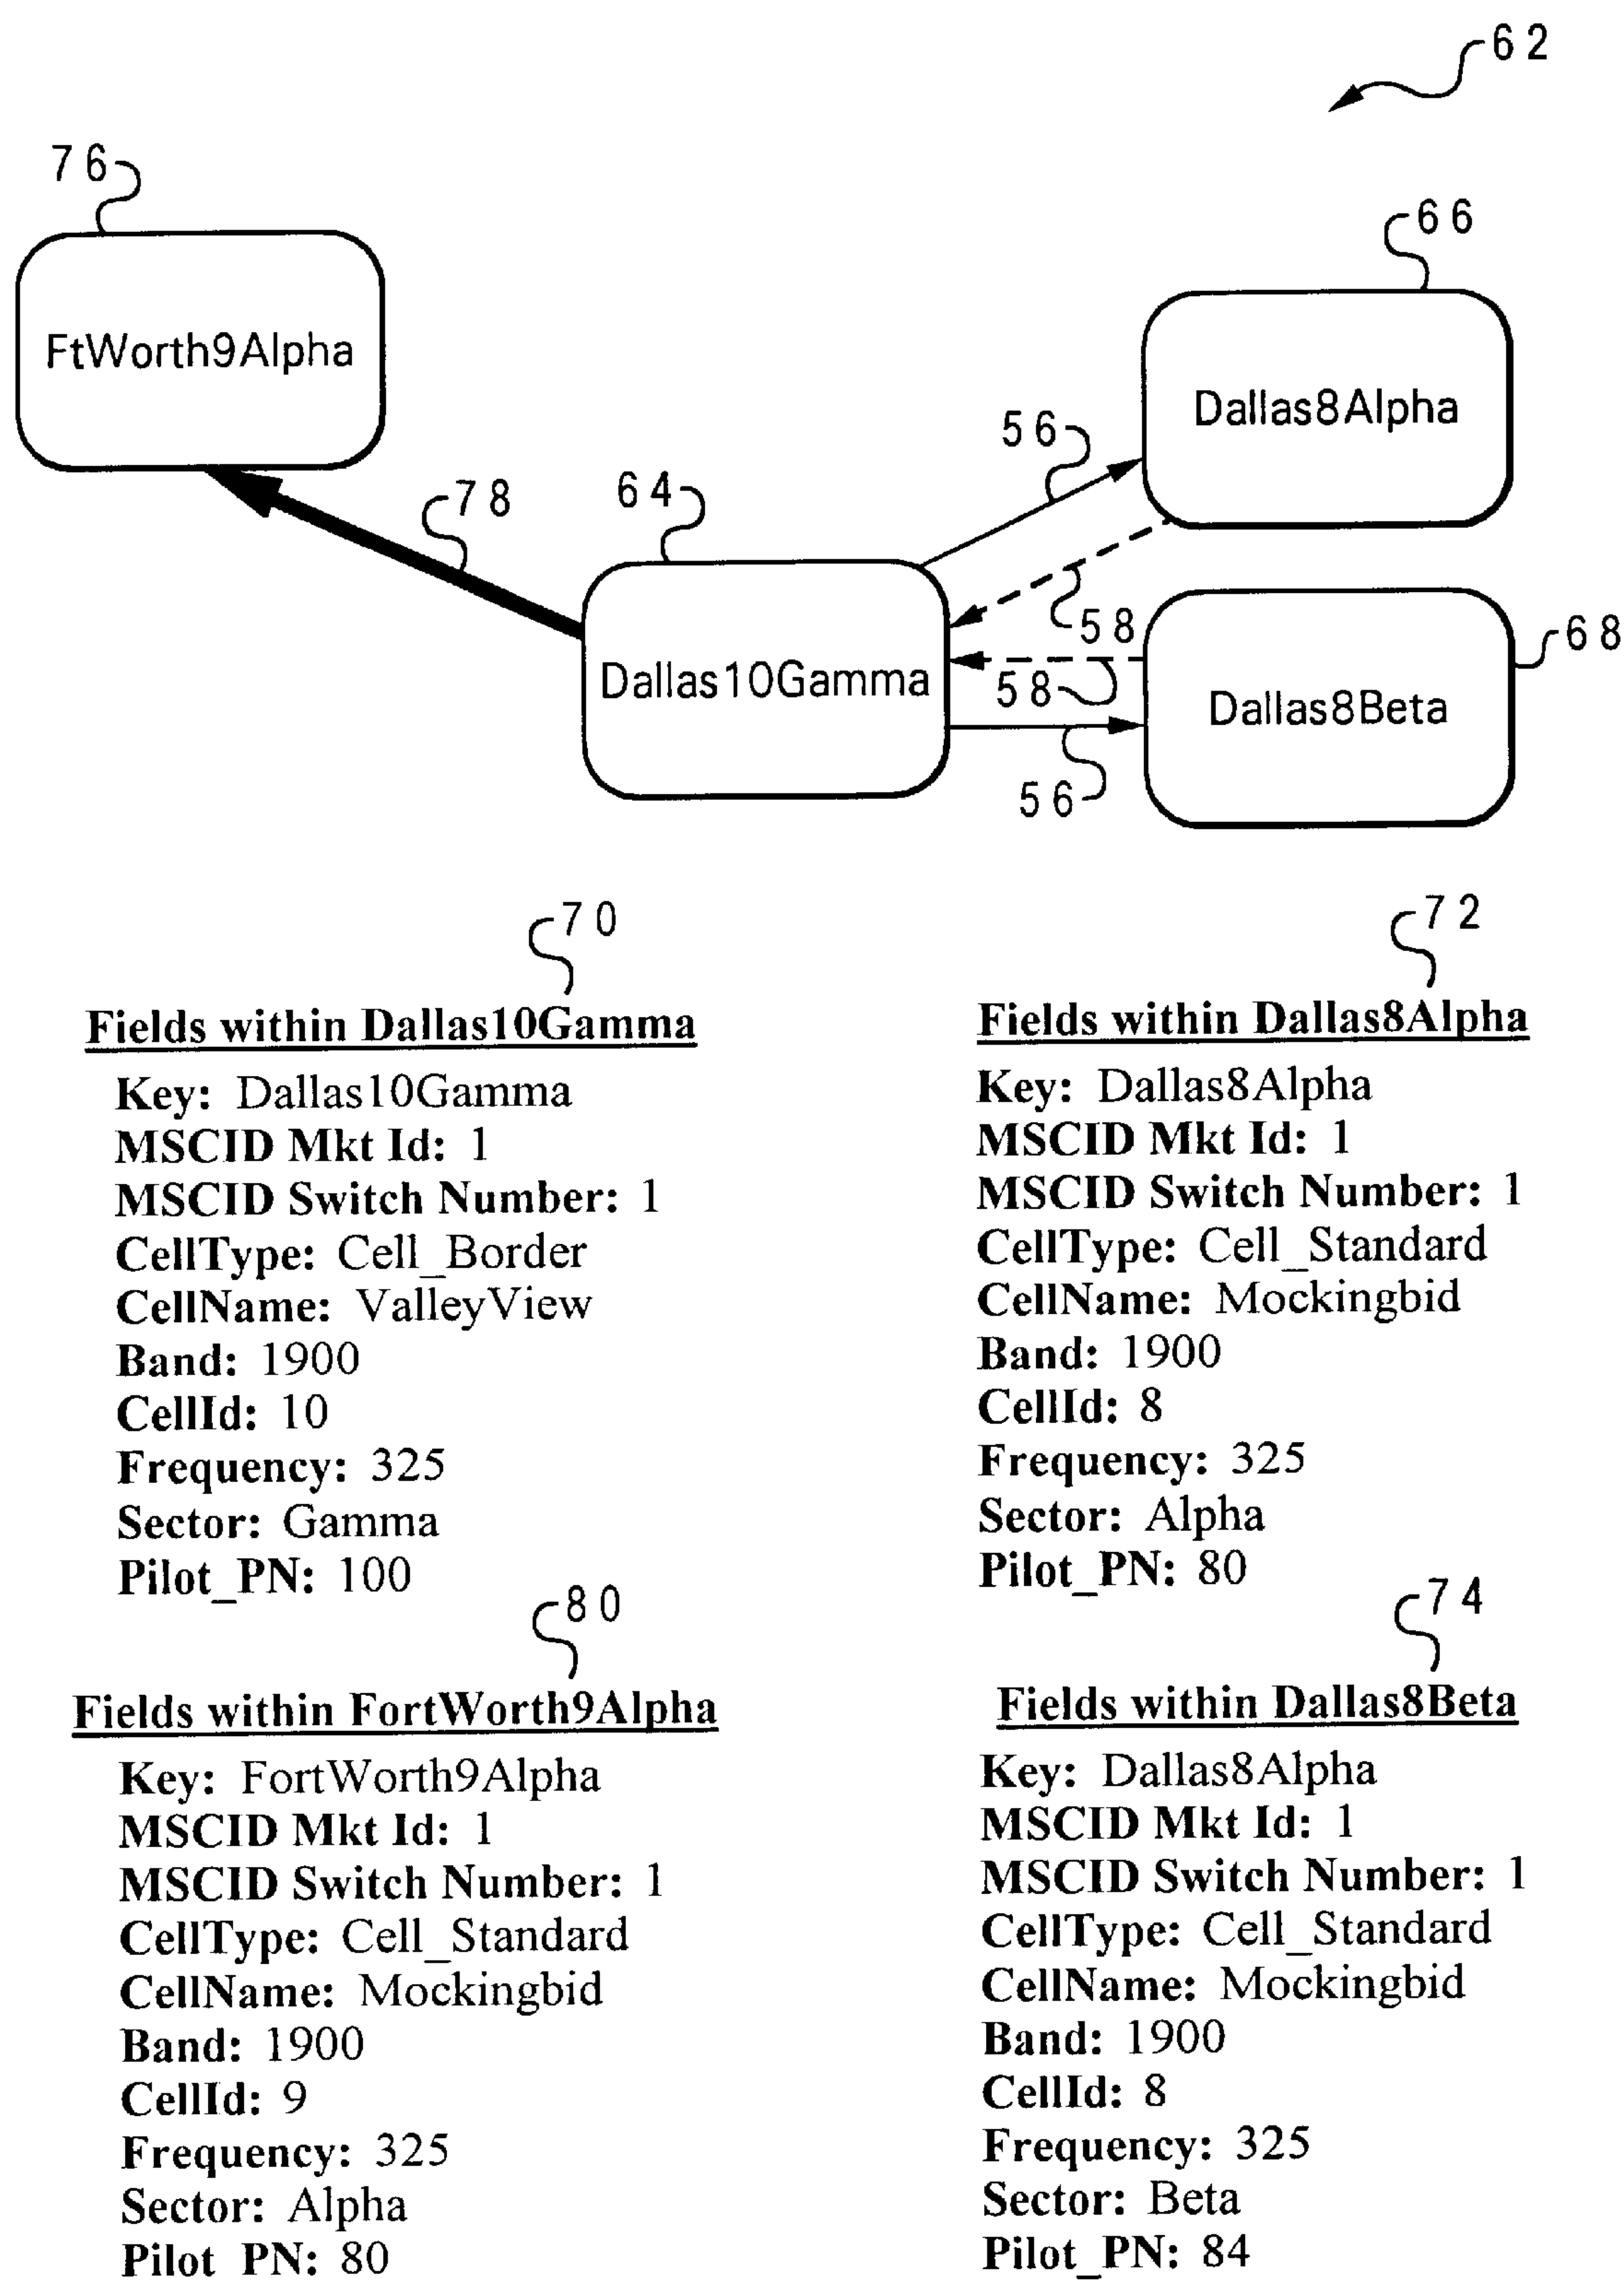 62
76
66
FtWorth9Alpha
Dallas8Alpha
56
78
64
58
68
Dallas10Gamma
58
Dallas8Beta
56
70
Fields within Dallas10Gamma
Key: Dallas10Gamma
MSCID Mkt Id: 1
MSCID Switch Number: 1
CellType: Cell_Border
CellName: ValleyView
Band: 1900
CellId: 10
Frequency: 325
Sector: Gamma
Pilot_PN: 100
72
Fields within Dallas8Alpha
Key: Dallas8Alpha
MSCID Mkt Id: 1
MSCID Switch Number: 1
CellType: Cell_Standard
CellName: Mockingbid
Band: 1900
CellId: 8
Frequency: 325
Sector: Alpha
Pilot_PN: 80
80
Fields within FortWorth9Alpha
Key: FortWorth9Alpha
MSCID Mkt Id: 1
MSCID Switch Number: 1
CellType: Cell_Standard
CellName: Mockingbid
Band: 1900
CellId: 9
Frequency: 325
Sector: Alpha
Pilot PN: 80
74
Fields within Dallas8Beta
Key: Dallas8Alpha
MSCID Mkt Id: 1
MSCID Switch Number: 1
CellType: Cell_Standard
CellName: Mockingbid
Band: 1900
CellId: 8
Frequency: 325
Sector: Beta
Pilot_PN: 84